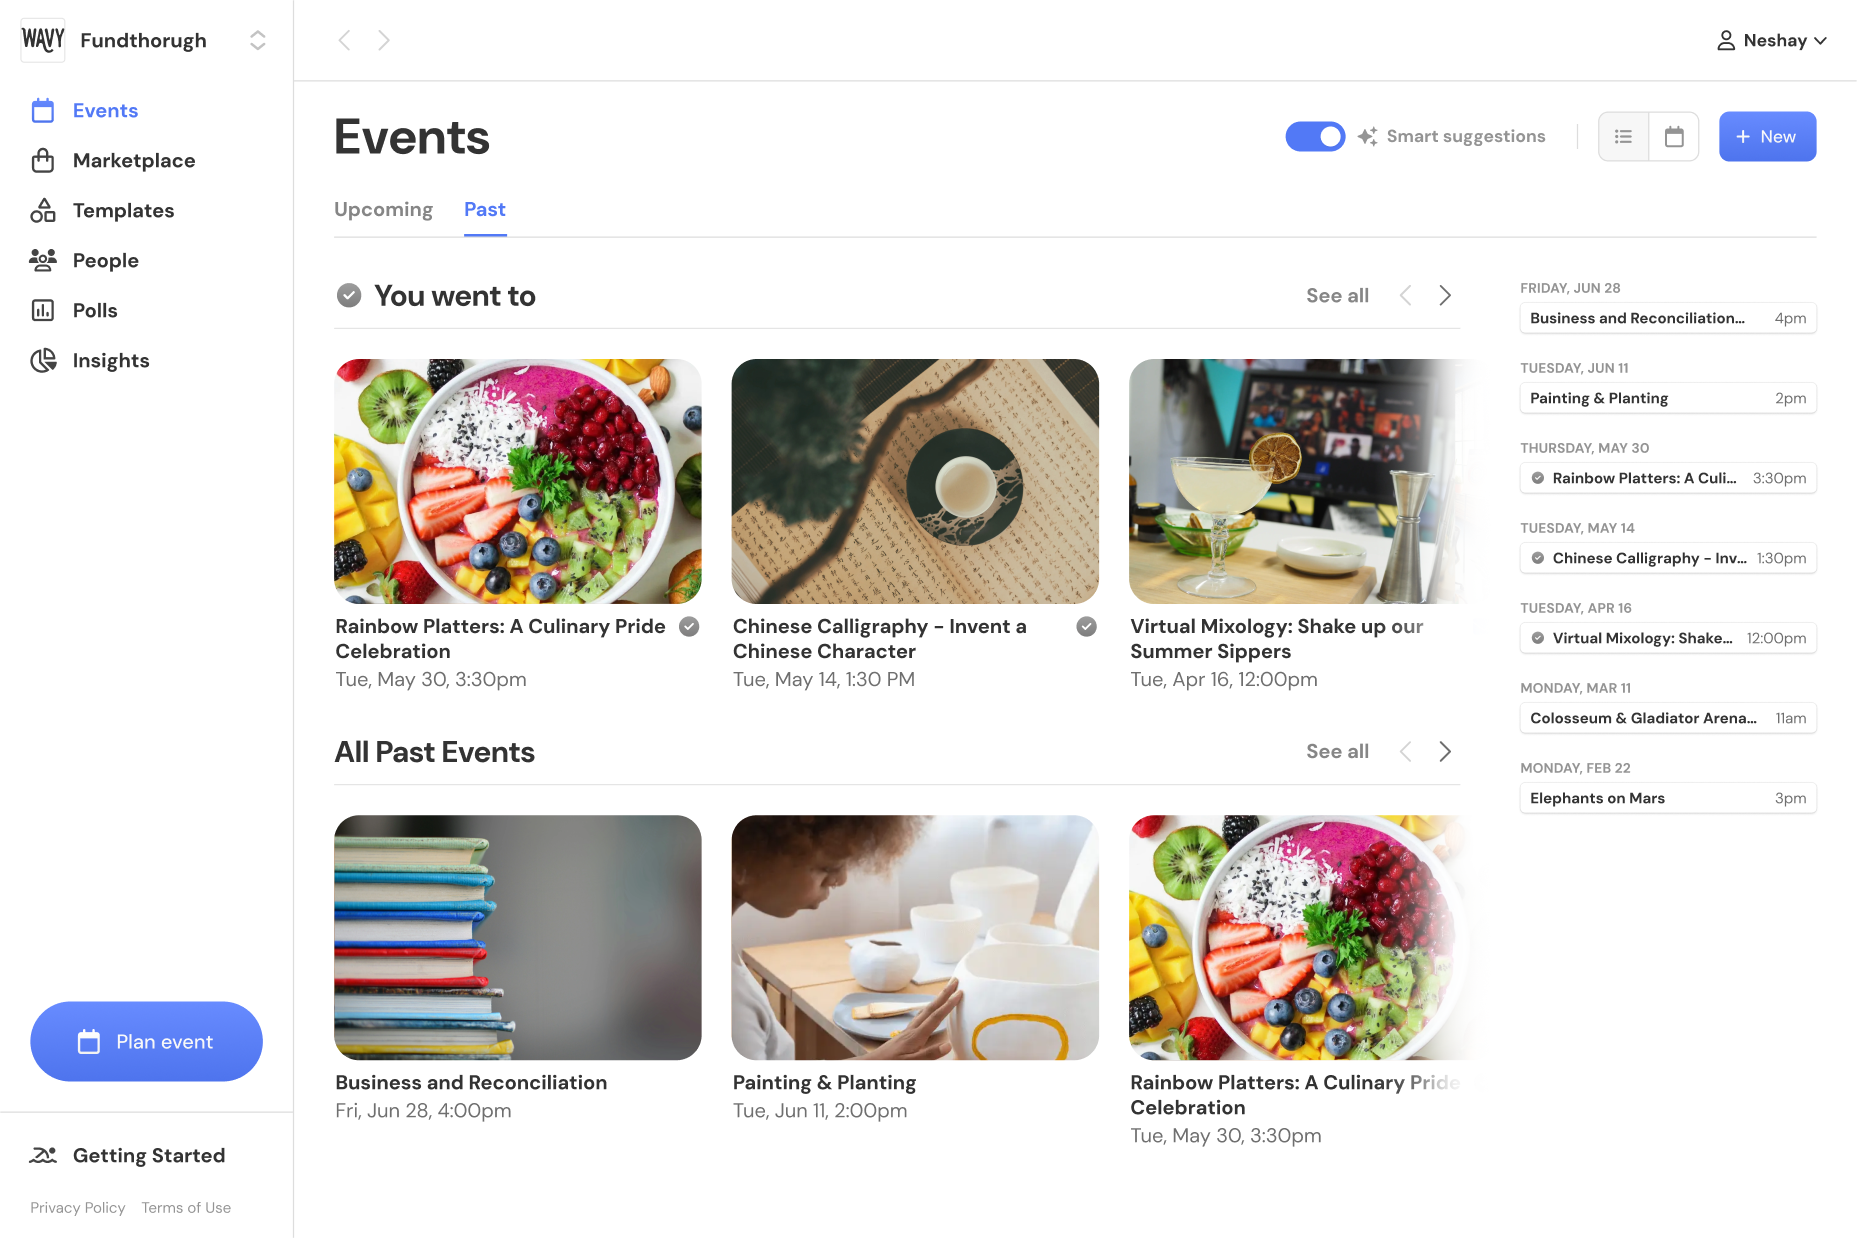 WAVY
Fundthorugh
Neshay
Events
Marketplace
Templates
People
Polls
Insights
Plan event
Getting Started
Privacy Policy Terms of Use
Events
Smart suggestions
+ New
Upcoming Past
You went to
See all
Rainbow Platters: A Culinary Pride
Celebration
Tue, May 30, 3:30pm
Chinese Calligraphy - Invent a
Chinese Character
Tue, May 14, 1:30 PM
Virtual Mixology: Shake up our
Summer Sippers
Tue, Apr 16, 12:00pm
All Past Events
See all
Business and Reconciliation
Fri, Jun 28, 4:00pm
Painting & Planting
Tue, Jun 11, 2:00pm
Rainbow Platters: A Culinary Pride
Celebration
Tue, May 30, 3:30pm
FRIDAY, JUN 28
Business and Reconciliation... 4pm
TUESDAY, JUN 11
Painting & Planting 2pm
THURSDAY, MAY 30
Rainbow Platters: A Culi... 3:30pm
TUESDAY, MAY 14
Chinese Calligraphy - Inv... 1:30pm
TUESDAY, APR 16
Virtual Mixology: Shake... 12:00pm
MONDAY, MAR 11
Colosseum & Gladiator Arena... 11am
MONDAY, FEB 22
Elephants on Mars 3pm